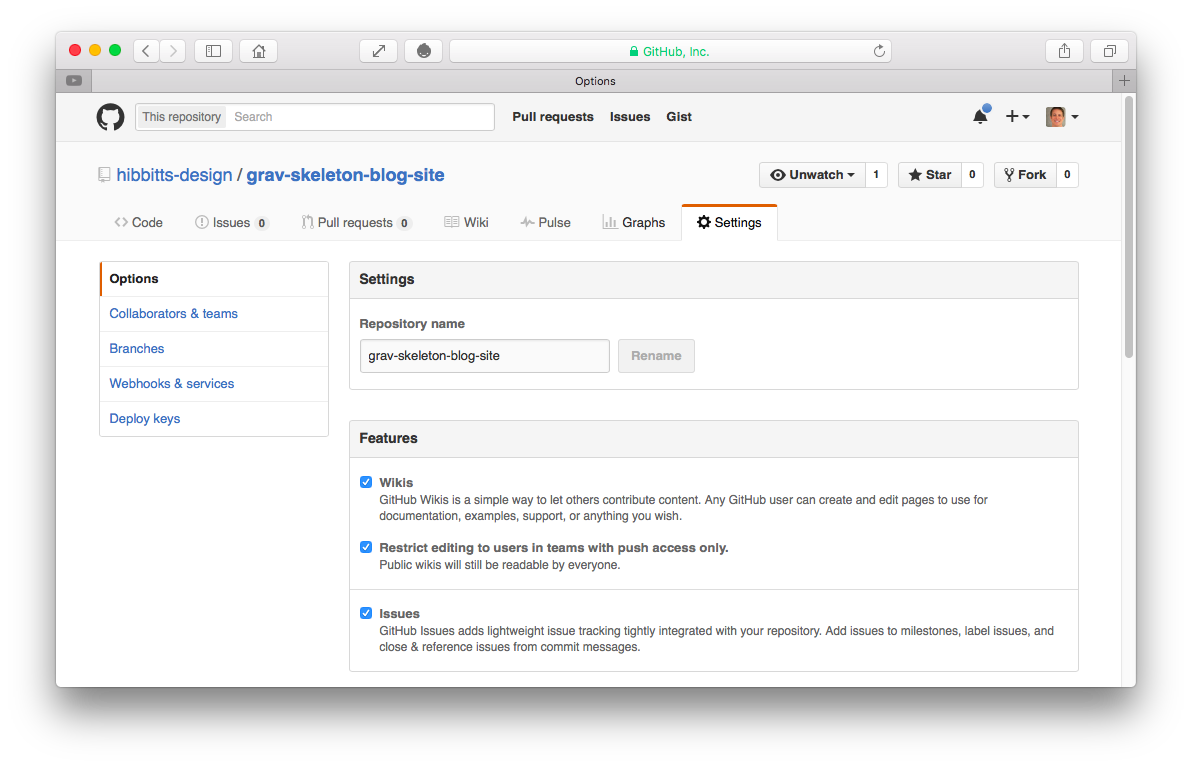 GitHub, Inc.
Options
This repository Search Pull requests Issues Gist
hibbitts-design / grav-skeleton-blog-site Unwatch 1 Star 0 Fork 0
Code Issues 0 Pull requests 0 Wiki Pulse Graphs Settings
Options
Collaborators & teams
Branches
Webhooks & services
Deploy keys
Settings
Repository name
grav-skeleton-blog-site Rename
Features
Wikis
GitHub Wikis is a simple way to let others contribute content. Any GitHub user can create and edit pages to use for
documentation, examples, support, or anything you wish.
Restrict editing to users in teams with push access only.
Public wikis will still be readable by everyone.
Issues
GitHub Issues adds lightweight issue tracking tightly integrated with your repository. Add issues to milestones, label issues, and
close & reference issues from commit messages.